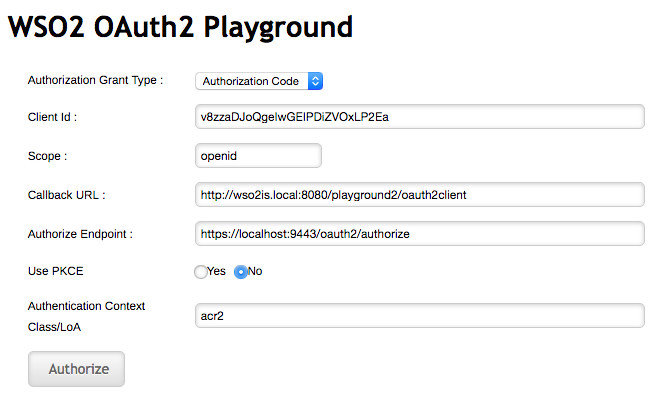 WSO2 OAuth2 Playground
Authorization Grant Type : Authorization Code
Client Id : v8zzaDJoQgelwGEIPDiZVOxLP2Ea
Scope : openid
Callback URL : http://wso2is.local:8080/playground2/oauth2client
Authorize Endpoint : https://localhost:9443/oauth2/authorize
Use PKCE Yes No
Authentication Context
Class/LoA acr2
Authorize